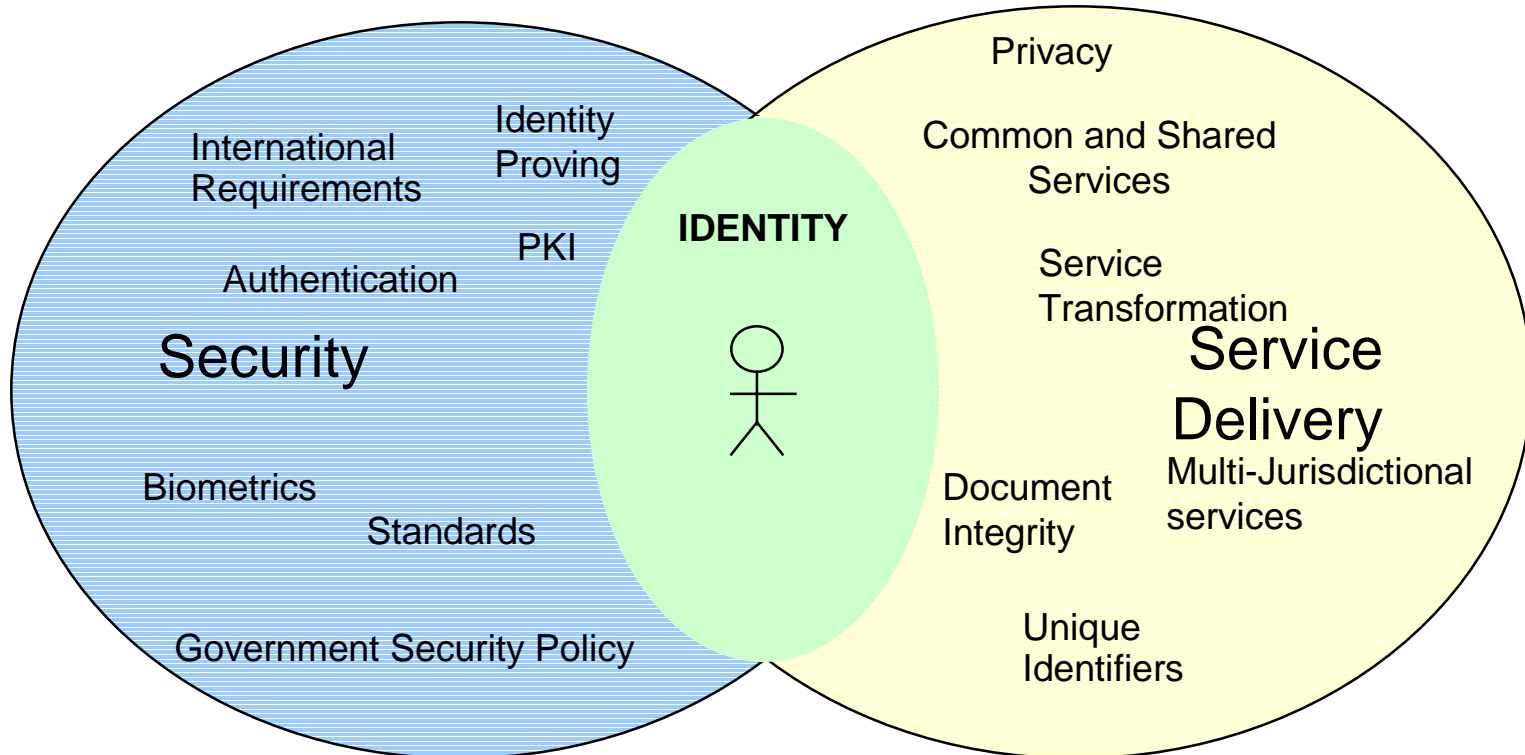 International
Requirements
Identity
Proving
PKI
Authentication
Security
Biometrics
Standards
Government Security Policy
IDENTITY
Privacy
Common and Shared
Services
Service
Transformation
Service
Delivery
Multi-Jurisdictional
services
Document
Integrity
Unique
Identifiers